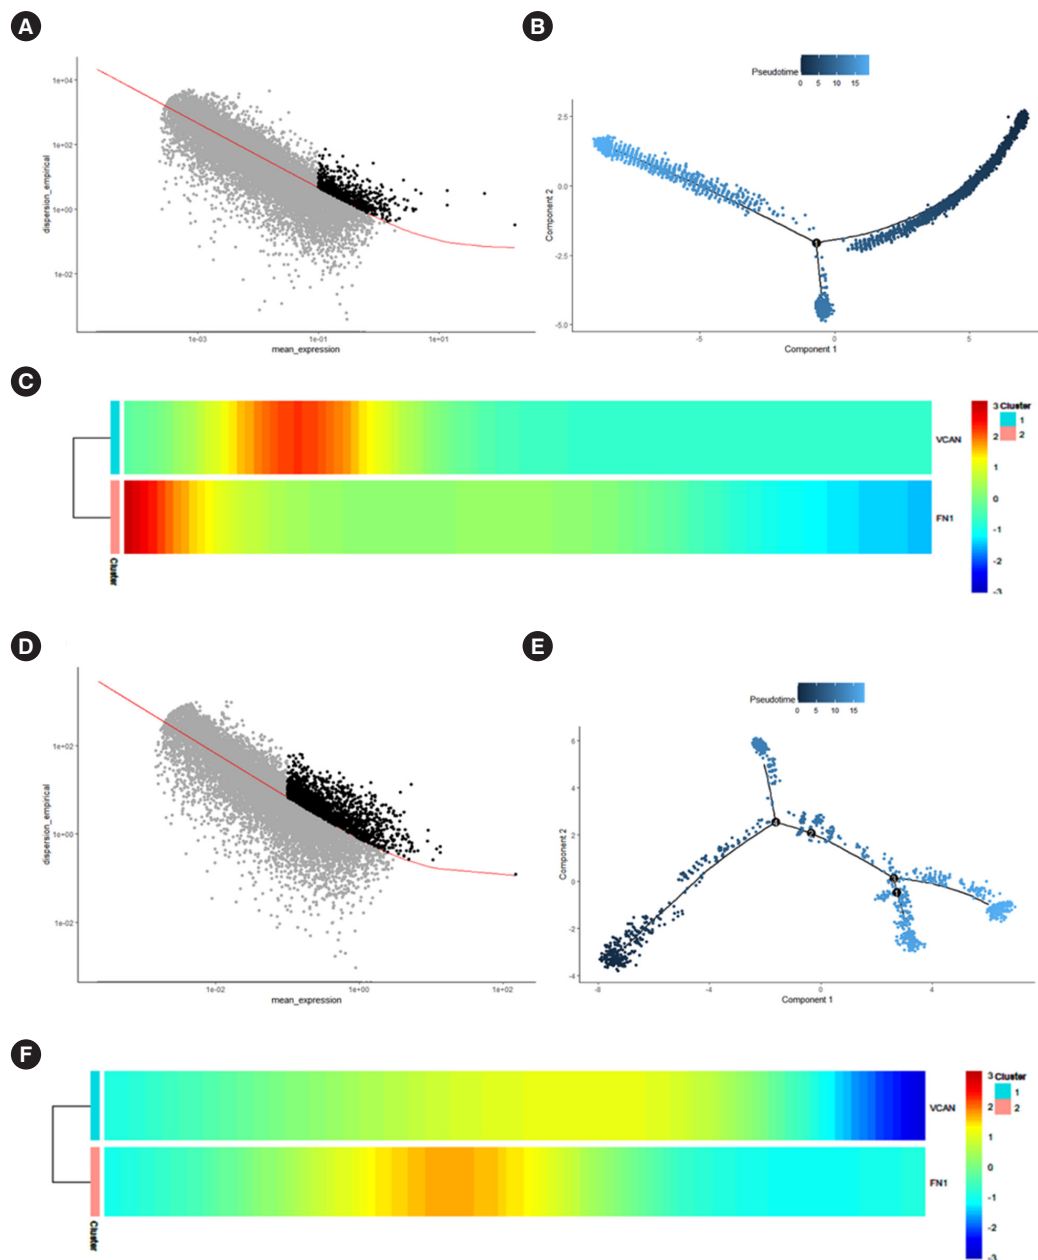 A
dispersion_empirical
1e+04
1e+02
1e+00
1e-02
1e-03
1e-01
1e+01
mean_expression
B
Pseudotime
0 5 10 15
Component 2
2.5
0.0
-2.5
-5.0
-5 0 5
Component 1
C
VCAN
FN1
Cluster
3
2
1
0
-1
-2
-3
Cluster
1
2
D
dispersion_empirical
1e+02
1e+00
1e-02
1e-02
1e+00
1e+02
mean_expression
E
Pseudotime
0 5 10 15
Component 2
6
4
2
0
-2
-4
-8 -4 0 4
Component 1
F
VCAN
FN1
Cluster
3
2
1
0
-1
-2
-3
Cluster
1
2